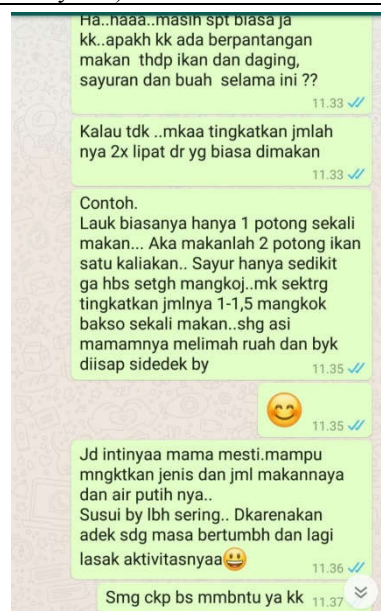 Ha..haaa..masih spt biasa ja
kk..apakh kk ada berpantangan
makan thdp ikan dan daging,
sayuran dan buah selama ini ??
11.33
Kalau tdk ..mkaa tingkatkan jmlah
nya 2x lipat dr yg biasa dimakan
11.33
Contoh.
Lauk biasanya hanya 1 potong sekali
makan... Aka makanlah 2 potong ikan
satu kaliakan.. Sayur hanya sedikit
ga hbs setgh mangkoj..mk sektrg
tingkatkan jmlnya 1-1,5 mangkok
bakso sekali makan..shg asi
mamamnya melimah ruah dan byk
diisap sidedek by
11.35
11.35
Jd intinyaa mama mesti.mampu
mngktkan jenis dan jml makannaya
dan air putih nya..
Susui by lbh sering.. Dkarenakan
adek sdg masa bertumbh dan lagi
lasak aktivitasnyaa😃
11.36
Smg ckp bs mmbntu ya kk 11.37